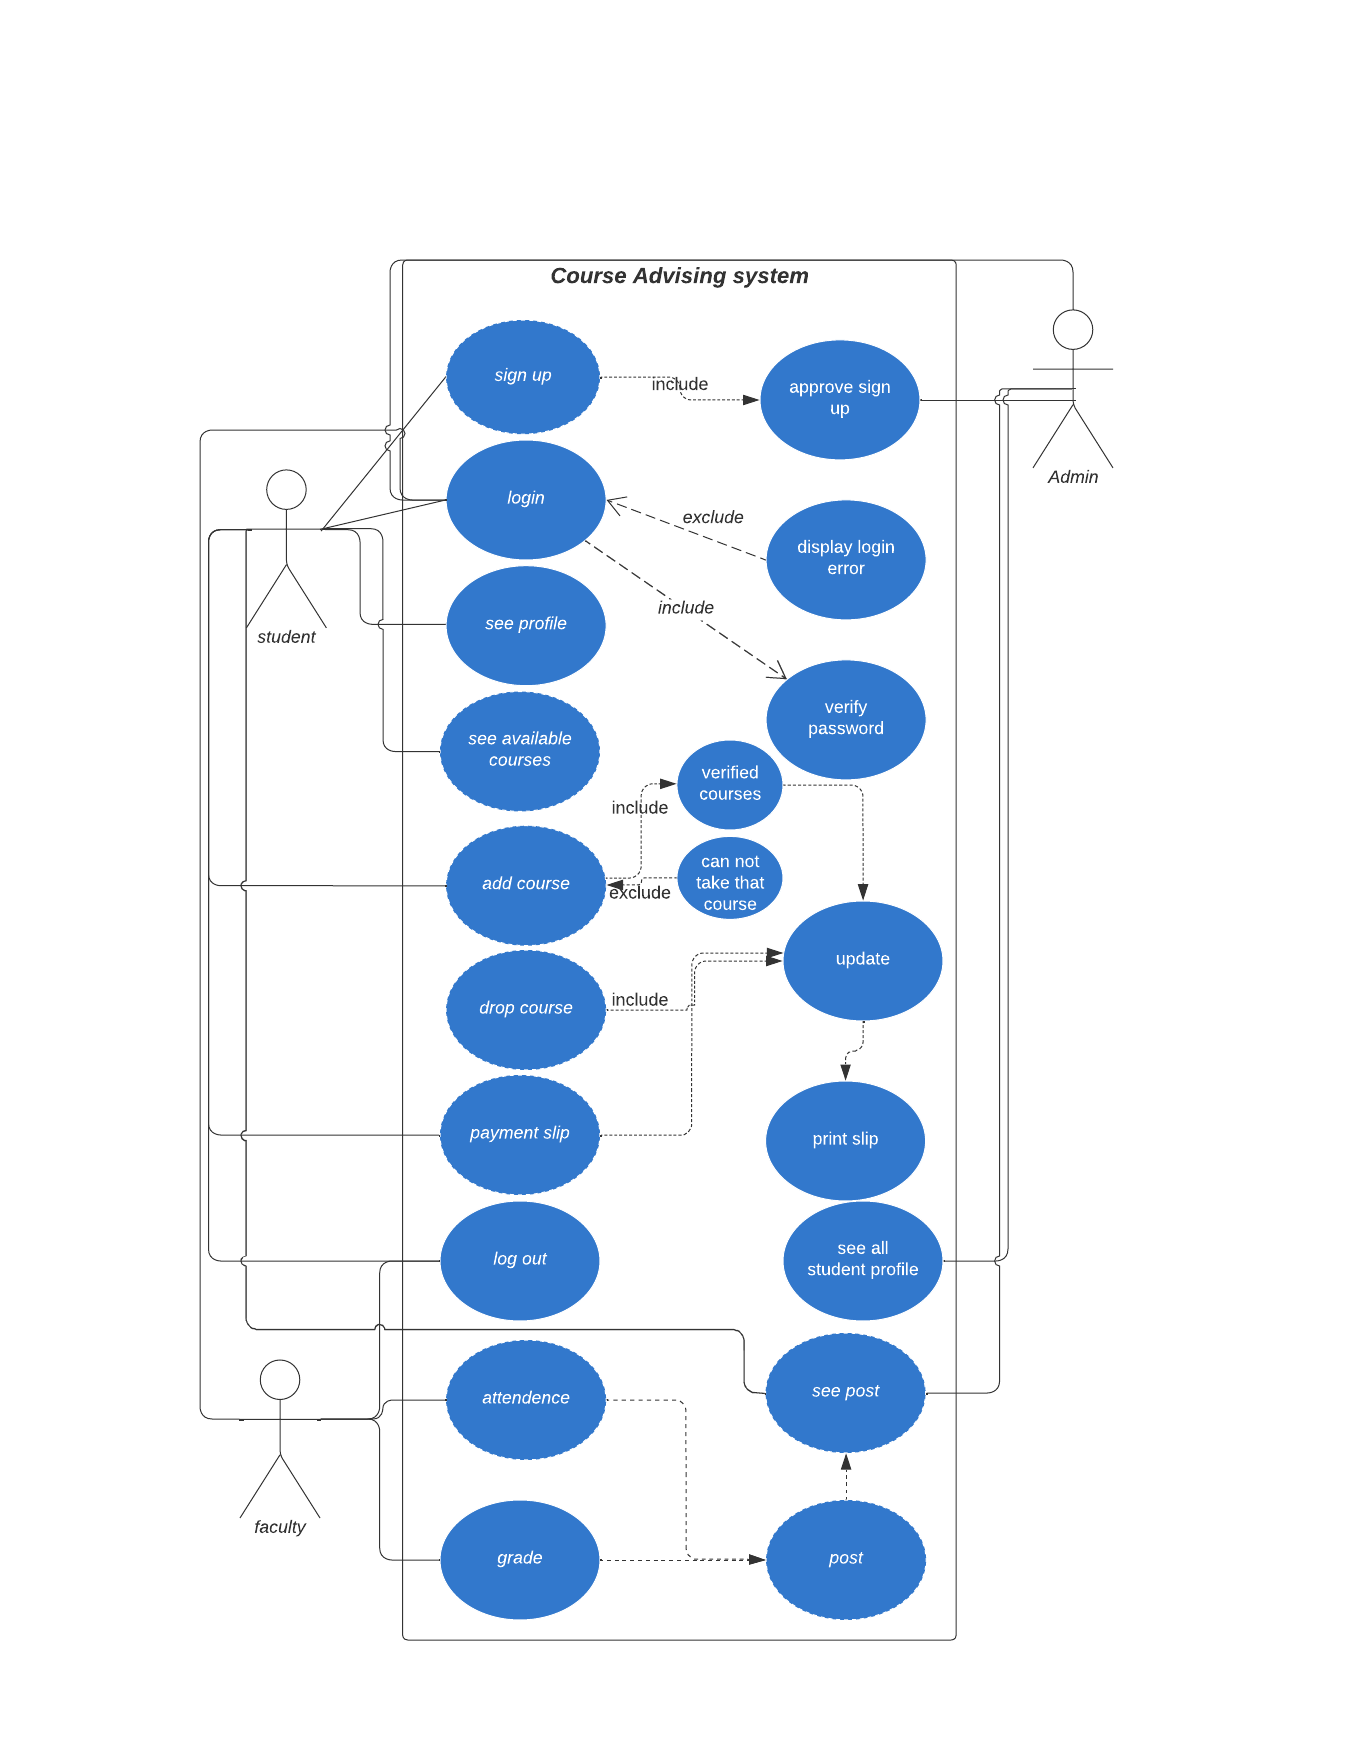 Course Advising system
sign up
include
approve sign
up
Admin
login
exclude
display login
error
student
see profile
include
verify
password
see available
courses
verified
courses
include
add course
can not
take that
course
exclude
update
drop course
include
payment slip
print slip
log out
see all
student profile
attendence
see post
faculty
grade
post